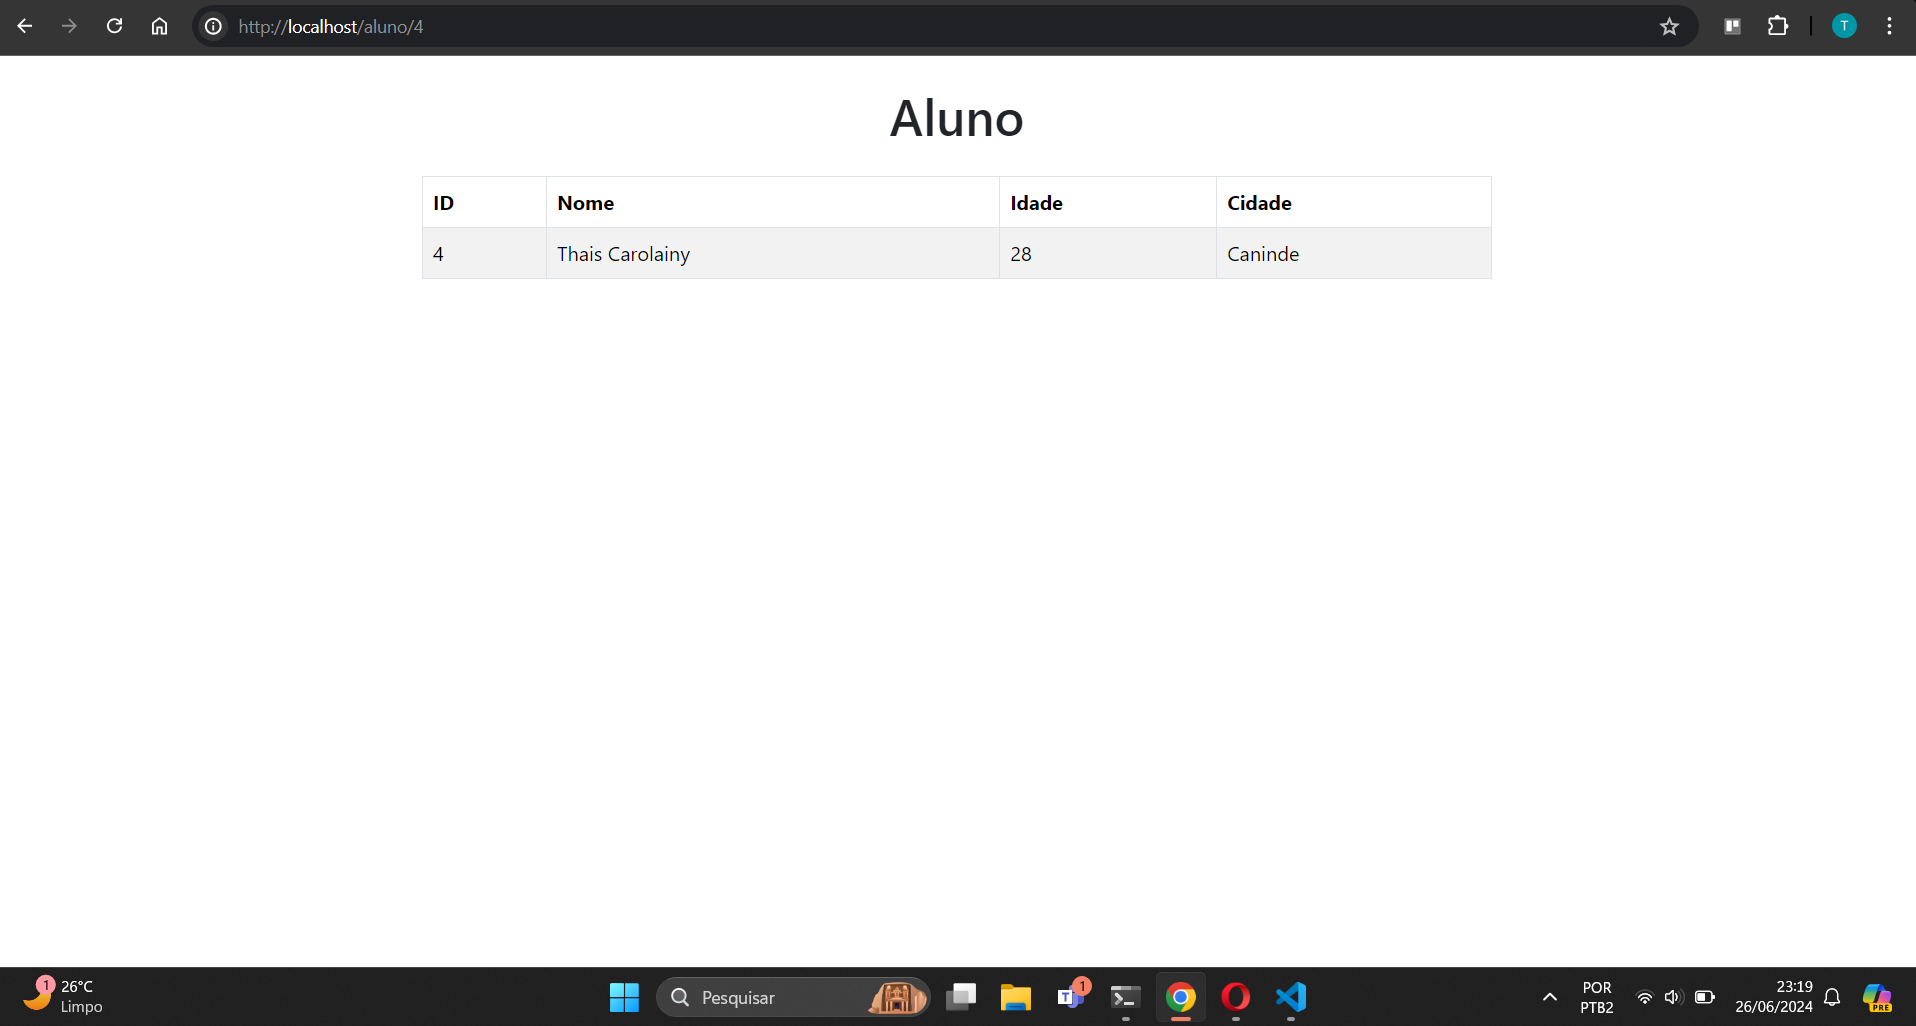 http://localhost/aluno/4
T
Aluno
ID Nome Idade Cidade
4 Thais Carolainy 28 Caninde
1
26°C
Limpo
Pesquisar
T
1
POR
PTB2
23:19
26/06/2024
PRE